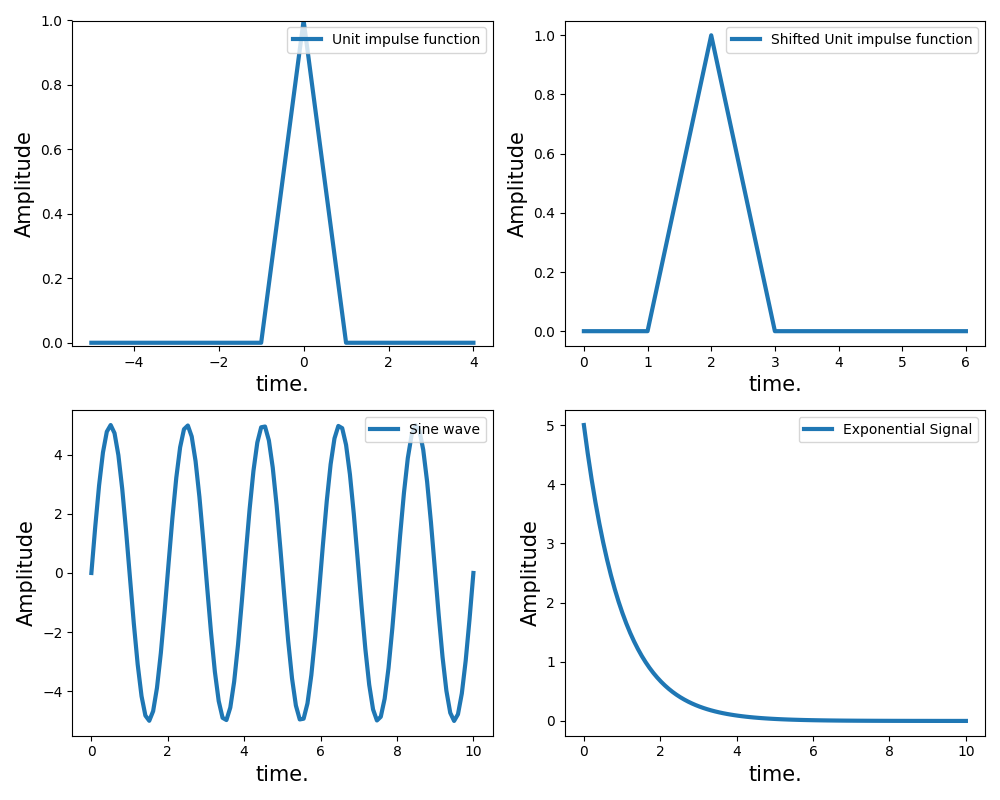 Unit impulse function
1.0
0.8
0.6
0.4
0.2
0.0
Amplitude
−4 −2 0 2 4
time.
Shifted Unit impulse function
1.0
0.8
0.6
0.4
0.2
0.0
Amplitude
0 1 2 3 4 5 6
time.
Sine wave
4
2
0
−2
−4
Amplitude
0 2 4 6 8 10
time.
Exponential Signal
5
4
3
2
1
0
Amplitude
0 2 4 6 8 10
time.